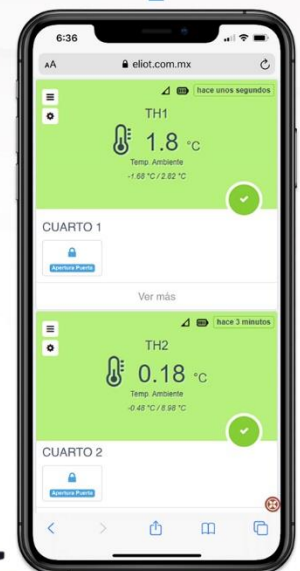 6:36
AA
eliot.com.mx
hace unos segundos
TH1
1.8 °C
Temp. Ambiente
-1.68 °C / 2.82 °C
CUARTO 1
Apertura Puerta
Ver más
hace 3 minutos
TH2
0.18 °C
Temp. Ambiente
-0.48 °C / 8.98 °C
CUARTO 2
Apertura Puerta